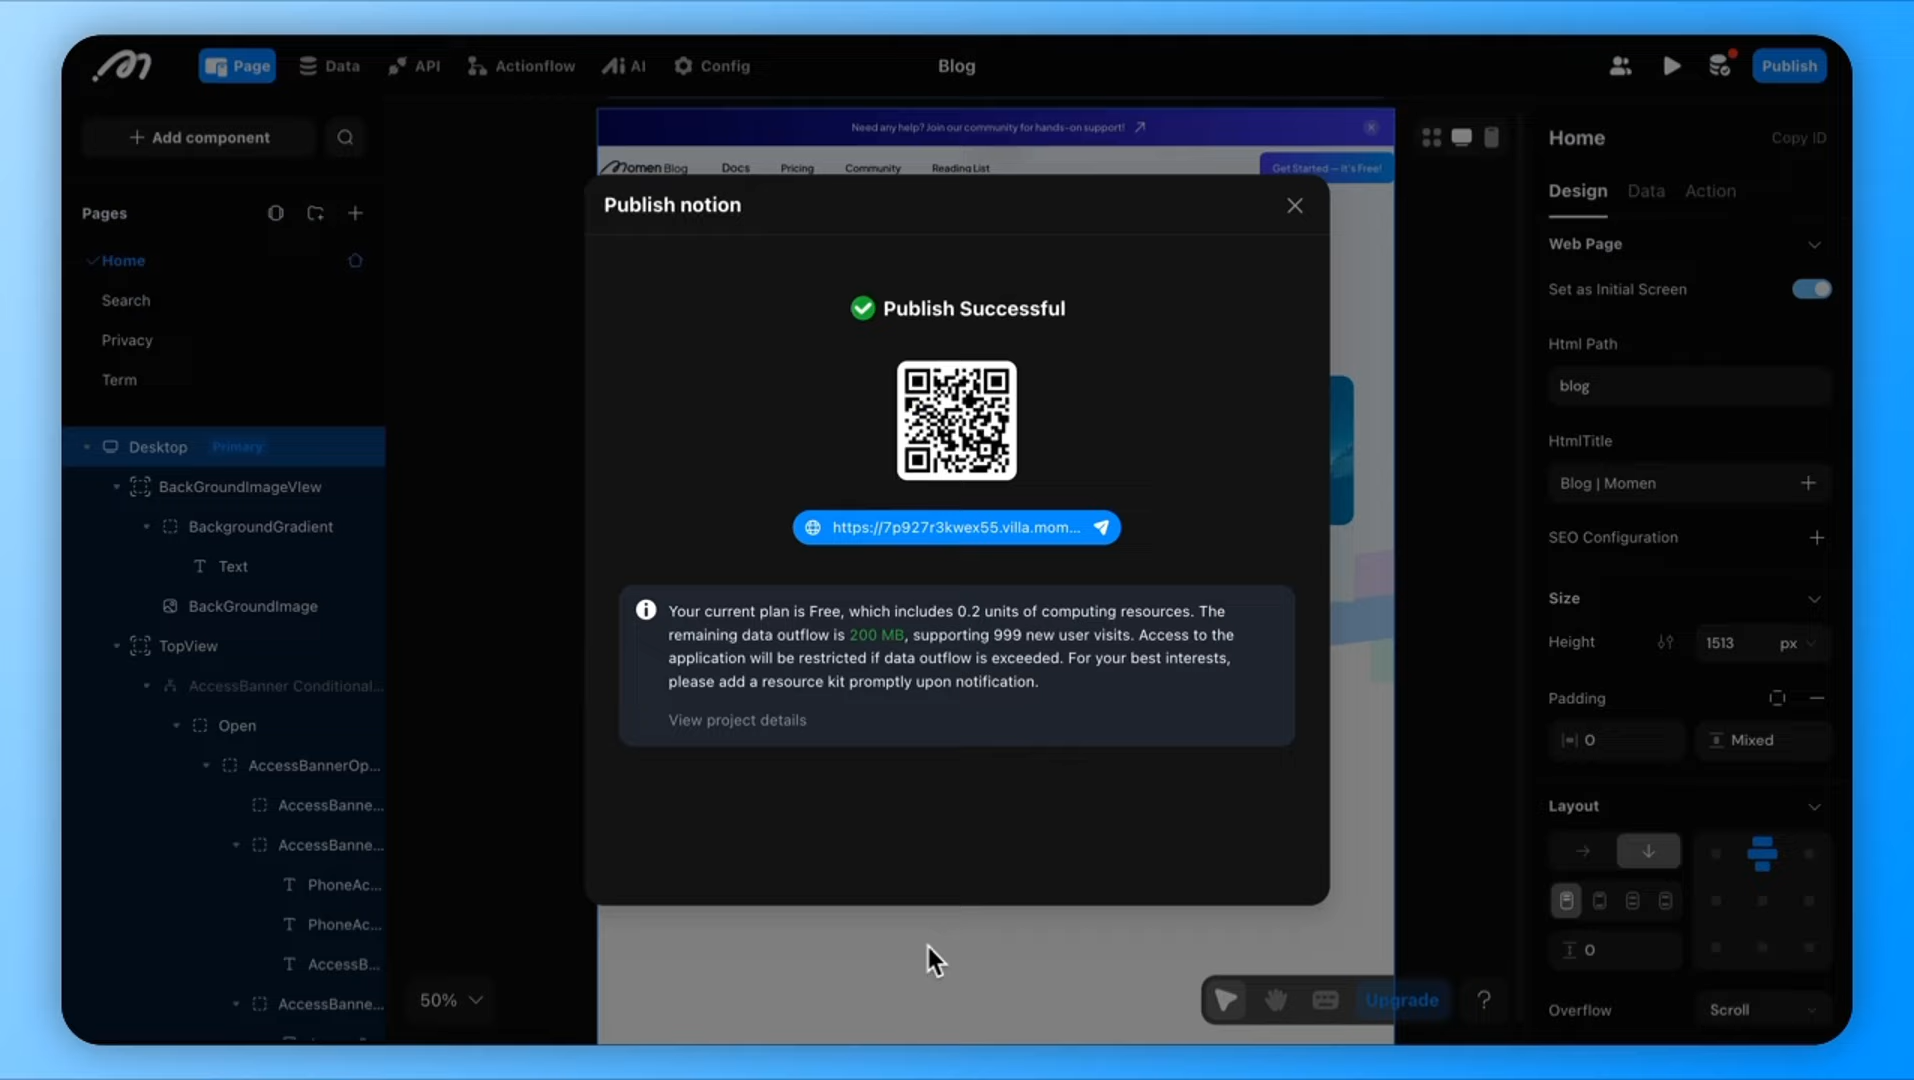 Page
Data
API
Actionflow
AI
Config
Blog
Publish
Add component
Pages
Home
Search
Privacy
Term
Desktop
Primary
BackGroundImageVIew
BackgroundGradient
Text
BackGroundImage
TopView
AccessBanner Conditional...
Open
AccessBannerOp...
AccessBanne...
AccessBanne...
PhoneAc...
PhoneAc...
AccessB...
AccessBanne...
Need any help? Join our community for hands-on support!
Momen Blog
Docs
Pricing
Community
Reading List
Get Started — It's Free!
Publish notion
Publish Successful
https://7p927r3kwex55.villa.mom...
Your current plan is Free, which includes 0.2 units of computing resources. The
remaining data outflow is 200 MB, supporting 999 new user visits. Access to the
application will be restricted if data outflow is exceeded. For your best interests,
please add a resource kit promptly upon notification.
View project details
50%
Upgrade
?
Home
Copy ID
Design
Data
Action
Web Page
Set as Initial Screen
Html Path
blog
HtmlTitle
Blog | Momen
SEO Configuration
Size
Height
1513
px
Padding
0
Mixed
Layout
0
Overflow
Scroll